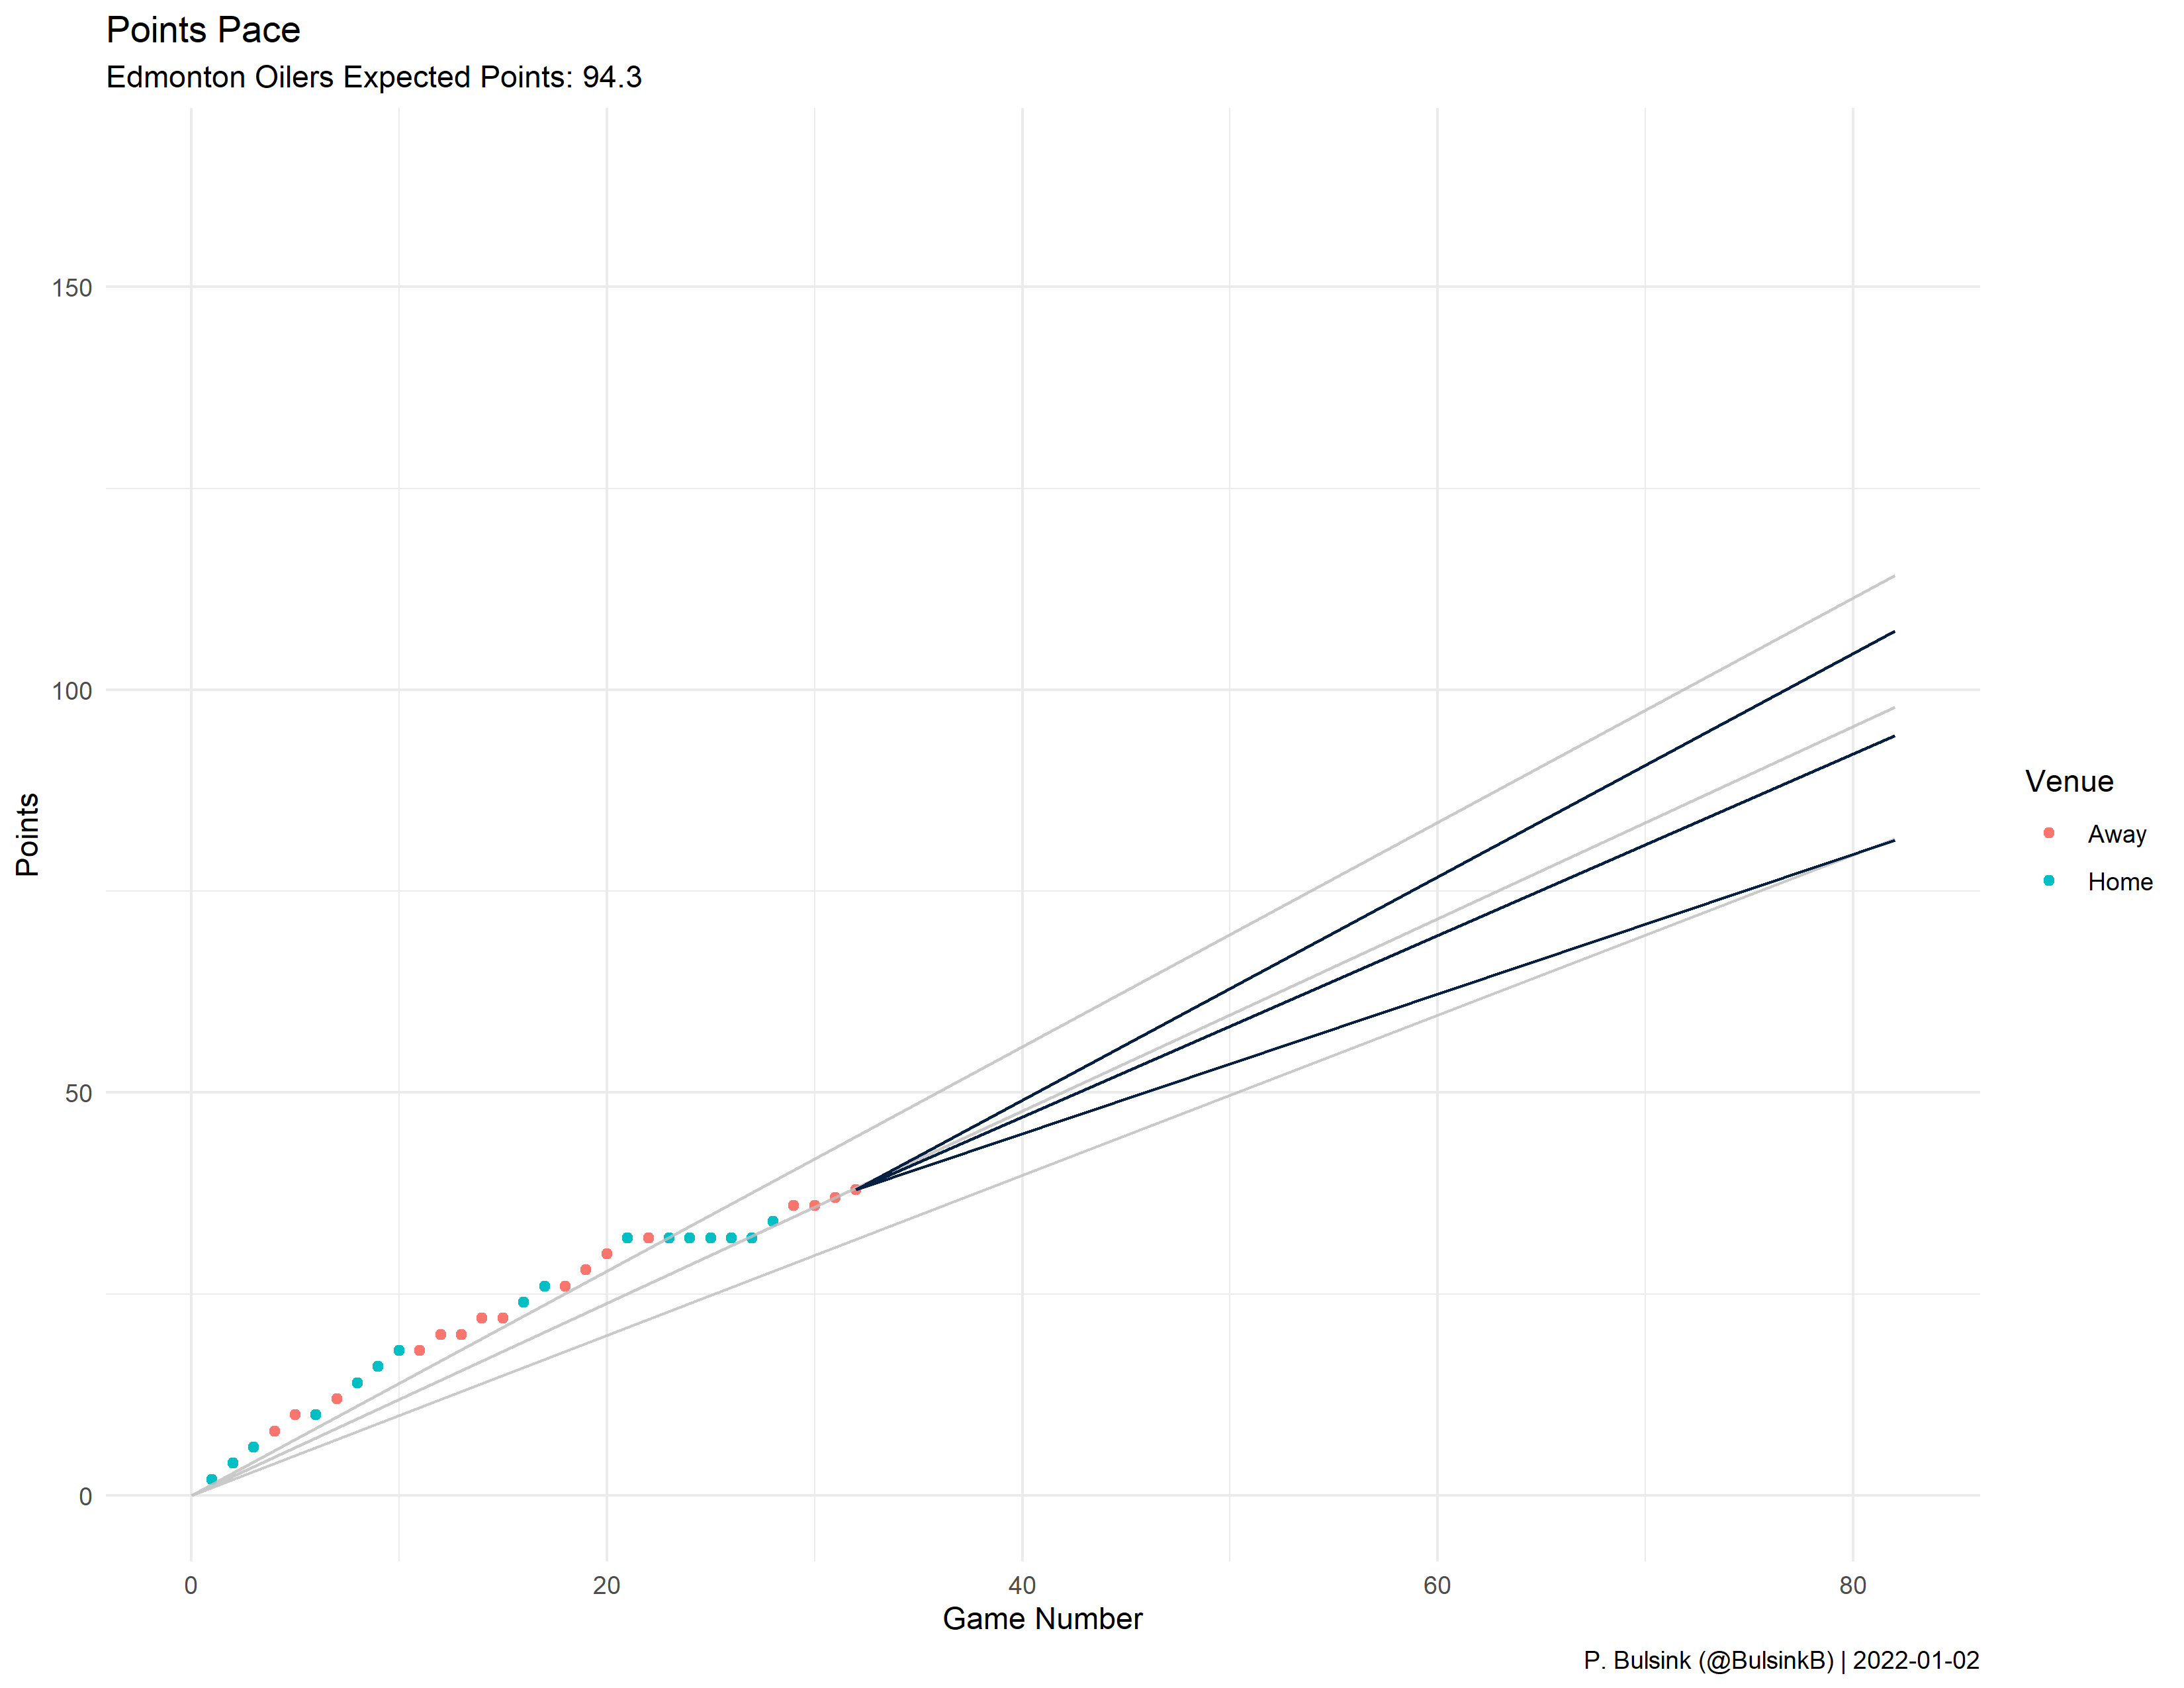 Points Pace
Edmonton Oilers Expected Points: 94.3
150
100
50
0
Points
0 20 40 60 80
Game Number
Venue
Away
Home
P. Bulsink (@BulsinkB) | 2022-01-02